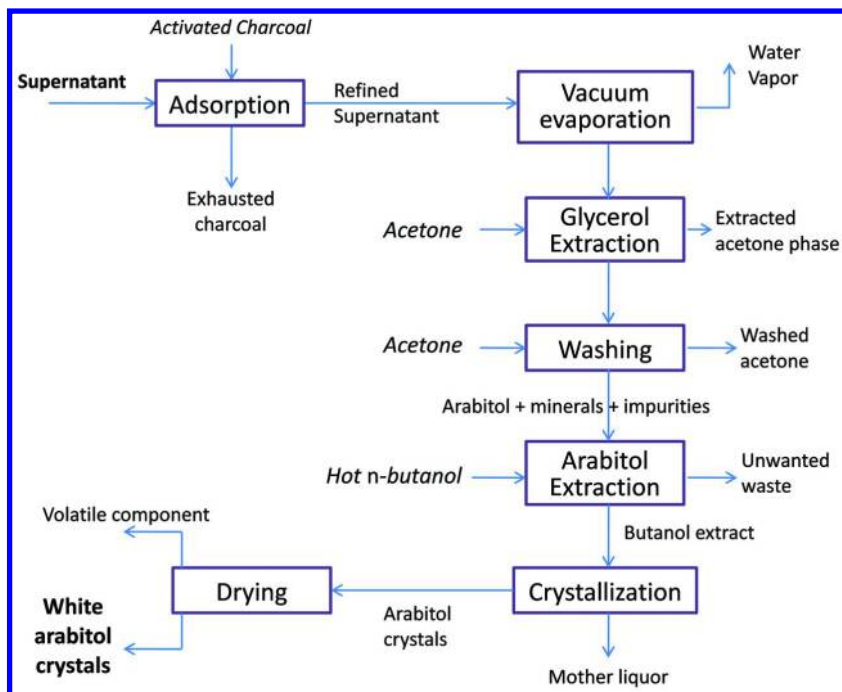 Activated Charcoal
Supernatant
Adsorption
Refined
Supernatant
Vacuum
evaporation
Water
Vapor
Exhausted
charcoal
Acetone
Glycerol
Extraction
Extracted
acetone phase
Acetone
Washing
Washed
acetone
Arabitol + minerals + impurities
Hot n-butanol
Arabitol
Extraction
Unwanted
waste
Butanol extract
Volatile component
Drying
Arabitol
crystals
Crystallization
White
arabitol
crystals
Mother liquor